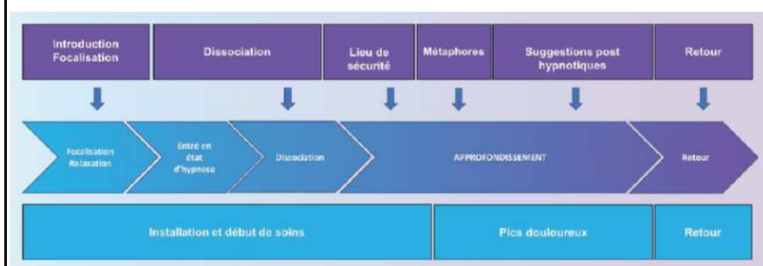 Introduction
Focalisation
Dissociation
Lieu de
sécurité
Métaphores
Suggestions post
hypnotiques
Retour
Focalisation
Relaxation
Entré en
état
d'hypnose
Dissociation
APPROFONDISSEMENT
Retour
Installation et début de soins
Pics douloureux
Retour